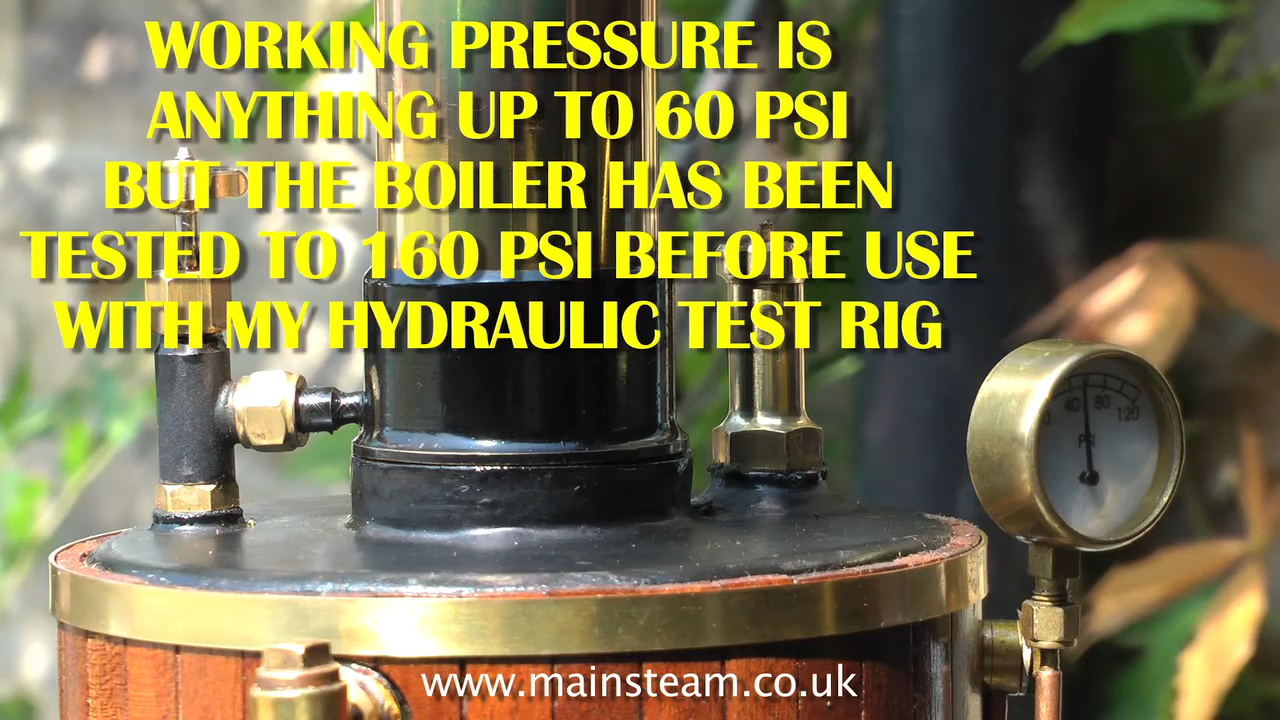 WORKING PRESSURE IS
ANYTHING UP TO 60 PSI
BUT THE BOILER HAS BEEN
TESTED TO 160 PSI BEFORE USE
WITH MY HYDRAULIC TEST RIG
0 40 80 120
PSI
www.mainsteam.co.uk